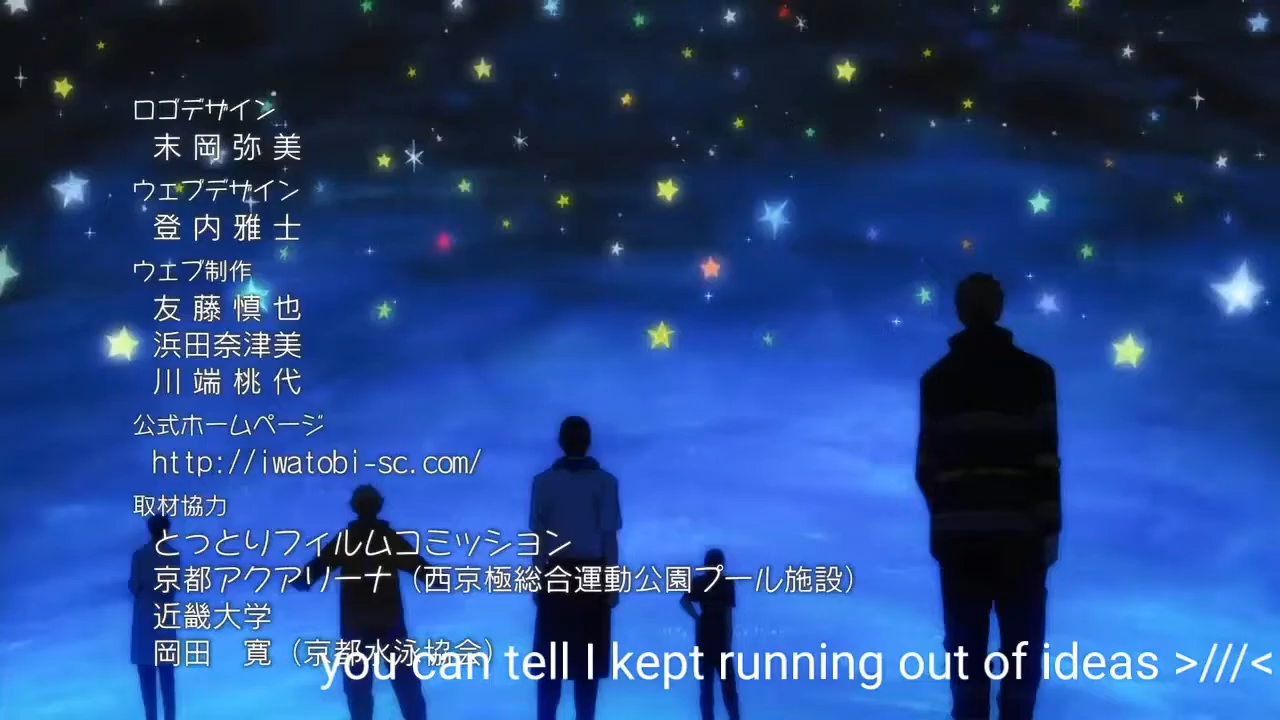 ロゴデザイン
末岡弥美
ウェブデザイン
登内雅士
ウェブ制作
友藤慎也
浜田奈津美
川端桃代
公式ホームページ
http://iwatobi-sc.com/
取材協力
とっとりフィルムコミッション
京都アクアリーナ（西京極総合運動公園プール施設）
近畿大学
岡田　寛（京都水泳協会）
you can tell I kept running out of ideas >///<